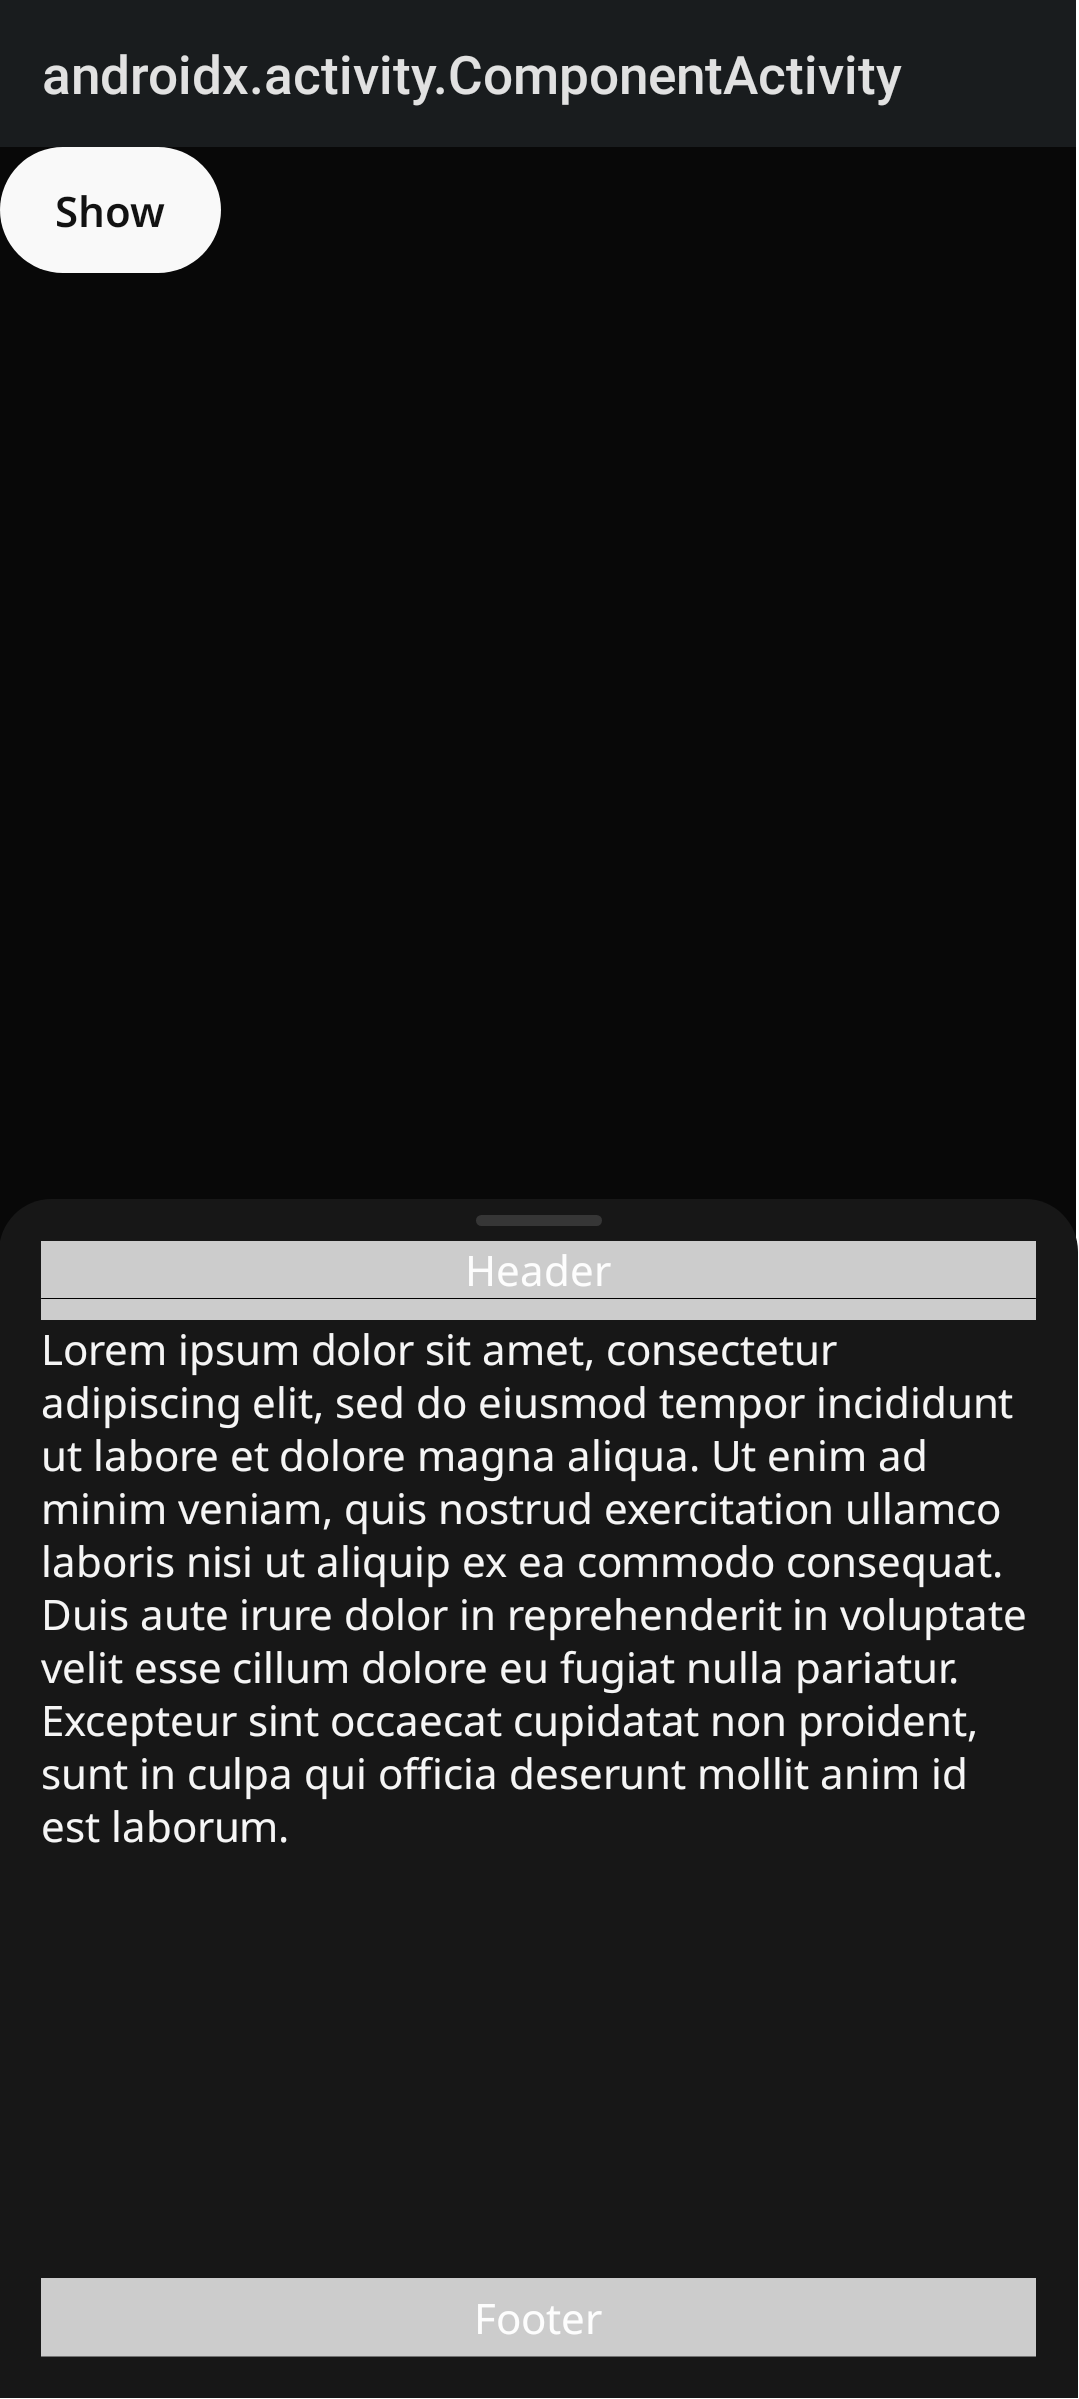 androidx.activity.ComponentActivity
Show
Header
Lorem ipsum dolor sit amet, consectetur
adipiscing elit, sed do eiusmod tempor incididunt
ut labore et dolore magna aliqua. Ut enim ad
minim veniam, quis nostrud exercitation ullamco
laboris nisi ut aliquip ex ea commodo consequat.
Duis aute irure dolor in reprehenderit in voluptate
velit esse cillum dolore eu fugiat nulla pariatur.
Excepteur sint occaecat cupidatat non proident,
sunt in culpa qui officia deserunt mollit anim id
est laborum.
Footer